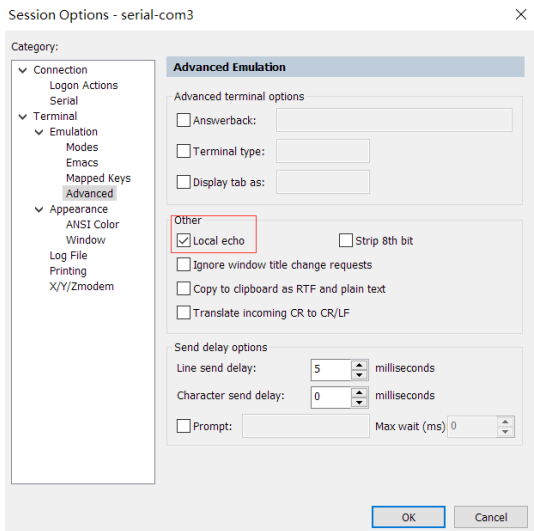 Session Options - serial-com3
Category:
Connection
Logon Actions
Serial
Terminal
Emulation
Modes
Emacs
Mapped Keys
Advanced
Appearance
ANSI Color
Window
Log File
Printing
X/Y/Zmodem
Advanced Emulation
Advanced terminal options
Answerback:
Terminal type:
Display tab as:
Other
Local echo Strip 8th bit
Ignore window title change requests
Copy to clipboard as RTF and plain text
Translate incoming CR to CR/LF
Send delay options
Line send delay: 5 milliseconds
Character send delay: 0 milliseconds
Prompt: Max wait (ms) 0
OK Cancel